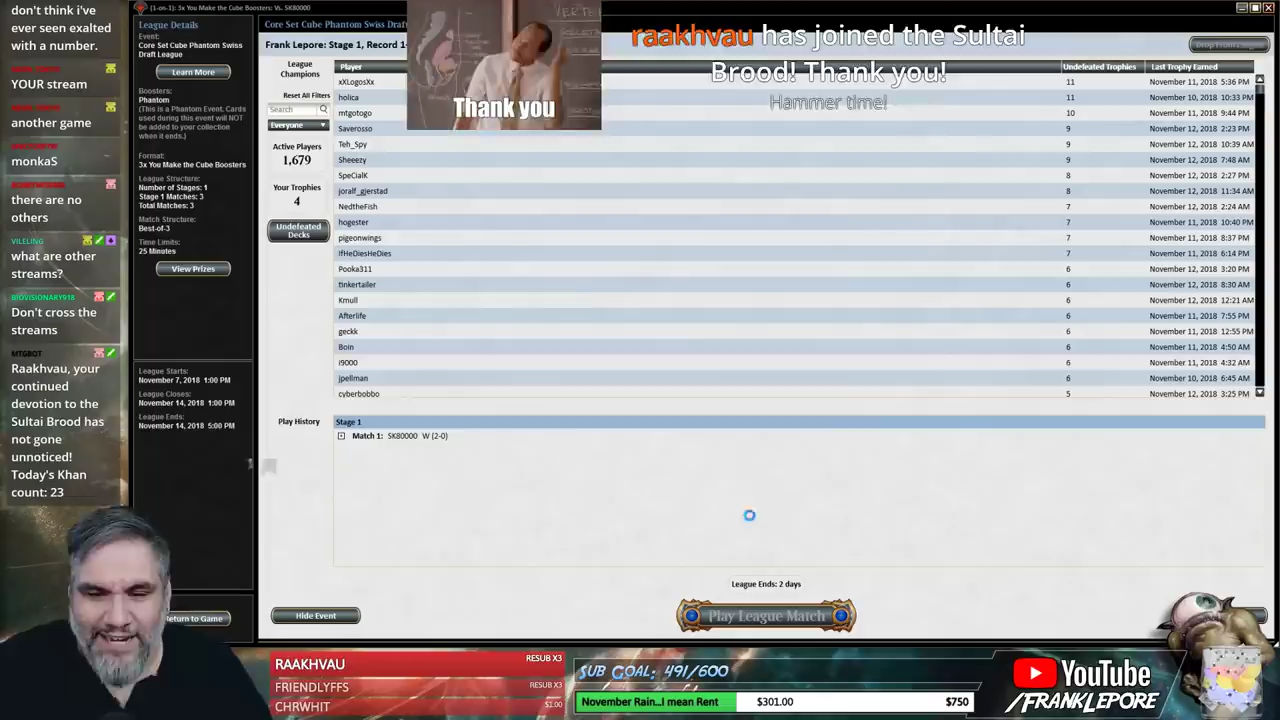 don't think i've
ever seen exalted
with a number.
YOUR stream
another game
monkaS
there are no
others
VILELING
what are other
streams?
BIOVISIONARY918
Don't cross the
streams
MTGBOT
Raakhvau, your
continued
devotion to the
Sultai Brood has
not gone
unnoticed!
Today's Khan
count: 23
(1-on-1): 3x You Make the Cube Boosters: Vs. SK80000
League Details
Event:
Core Set Cube Phantom Swiss
Draft League
Learn More
Boosters:
Phantom
(This is a Phantom Event. Cards
used during this event will NOT
be added to your collection
when it ends.)
Format:
3x You Make the Cube Boosters
League Structure:
Number of Stages: 1
Stage 1 Matches: 3
Total Matches: 3
Match Structure:
Best-of-3
Time Limits:
25 Minutes
View Prizes
League Starts:
November 7, 2018 1:00 PM
League Closes:
November 14, 2018 1:00 PM
League Ends:
November 14, 2018 5:00 PM
Return to Game
Core Set Cube Phantom Swiss Draft
Frank Lepore: Stage 1, Record 1-
Thank you
raakhvau has joined the Sultai
Brood! Thank you!
Hammer time!
League
Champions
Reset All Filters
Search
Everyone
Active Players
1,679
Your Trophies
4
Undefeated
Decks
Player Undefeated Trophies Last Trophy Earned
xXLogosXx 11 November 11, 2018 5:36 PM
holica 11 November 10, 2018 10:33 PM
mtgotogo 10 November 11, 2018 9:44 PM
Saverosso 9 November 12, 2018 2:23 PM
Teh_Spy 9 November 12, 2018 10:39 AM
Sheeezy 9 November 12, 2018 7:48 AM
SpeCialK 8 November 11, 2018 2:27 PM
joralf_gjerstad 8 November 12, 2018 11:34 AM
NedtheFish 7 November 12, 2018 2:24 AM
hogester 7 November 11, 2018 10:40 PM
pigeonwings 7 November 11, 2018 8:37 PM
IfHeDiesHeDies 7 November 11, 2018 6:14 PM
Pooka311 6 November 12, 2018 3:20 PM
tinkertailer 6 November 12, 2018 8:30 AM
Kmull 6 November 12, 2018 12:21 AM
Afterlife 6 November 11, 2018 7:55 PM
geckk 6 November 11, 2018 12:55 PM
Boin 6 November 11, 2018 4:50 AM
i9000 6 November 11, 2018 4:32 AM
jpellman 6 November 10, 2018 6:45 AM
cyberbobbo 5 November 12, 2018 3:25 PM
Play History
Stage 1
Match 1: SK80000 W (2-0)
League Ends: 2 days
Hide Event
Play League Match
RAAKHVAU RESUB X3
FRIENDLYFFS RESUB X3
CHRWHIT $1.00
SUB GOAL: 491/600
November Rain...I mean Rent $301.00 $750
YouTube
/FRANKLEPORE